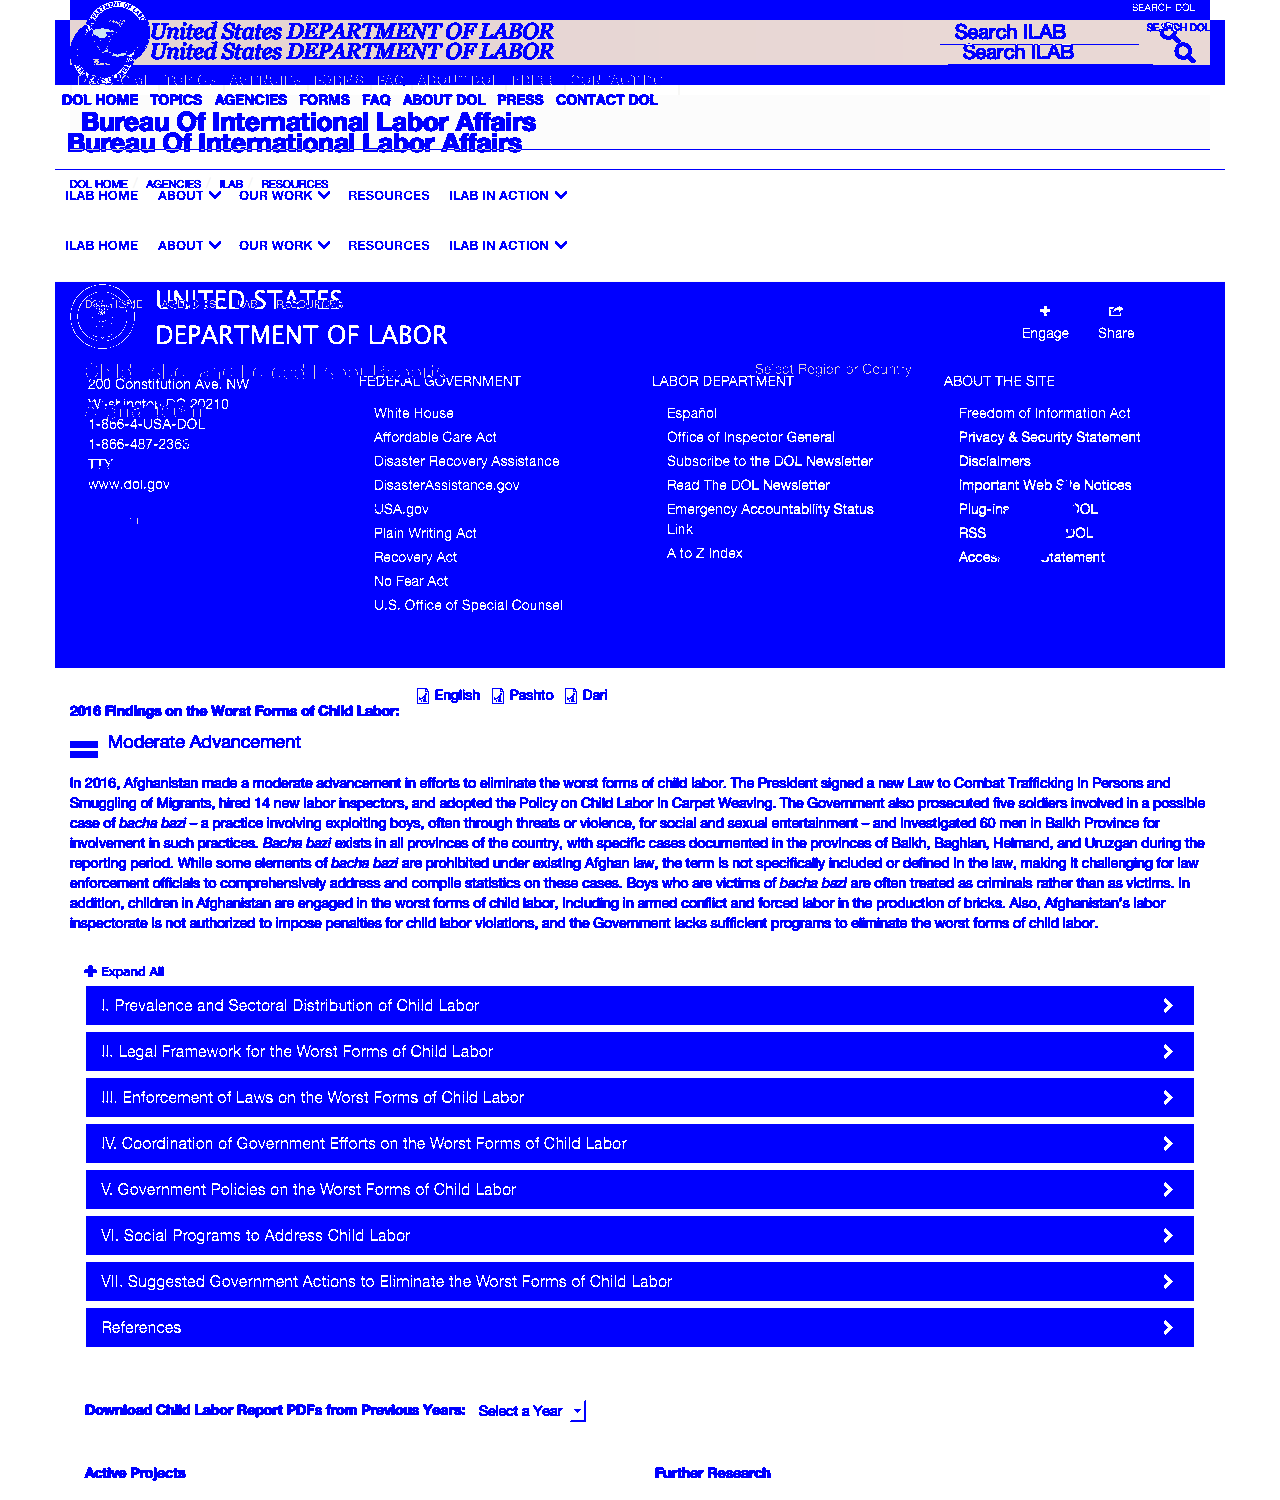 SEARCH DOL
SEARCH DOL
United States DEPARTMENT OF LABOR
United States DEPARTMENT OF LABOR
Search ILAB
Search ILAB
DOL HOME TOPICS AGENCIES FORMS FAQ ABOUT DOL PRESS CONTACT DOL
Bureau Of International Labor Affairs
Bureau Of International Labor Affairs
DOL HOME AGENCIES ILAB RESOURCES
ILAB HOME ABOUT OUR WORK RESOURCES ILAB IN ACTION
ILAB HOME ABOUT OUR WORK RESOURCES ILAB IN ACTION
UNITED STATES
DEPARTMENT OF LABOR
Engage Share
Select Region or Country
200 Constitution Ave. NW
Washington DC 20210
1-866-4-USA-DOL
1-866-487-2365
TTY
www.dol.gov
FEDERAL GOVERNMENT
White House
Affordable Care Act
Disaster Recovery Assistance
DisasterAssistance.gov
USA.gov
Plain Writing Act
Recovery Act
No Fear Act
U.S. Office of Special Counsel
LABOR DEPARTMENT
Español
Office of Inspector General
Subscribe to the DOL Newsletter
Read The DOL Newsletter
Emergency Accountability Status
Link
A to Z Index
ABOUT THE SITE
Freedom of Information Act
Privacy & Security Statement
Disclaimers
Important Web Site Notices
Plug-ins DOL
RSS DOL
Statement
English Pashto Dari
2016 Findings on the Worst Forms of Child Labor:
Moderate Advancement
In 2016, Afghanistan made a moderate advancement in efforts to eliminate the worst forms of child labor. The President signed a new Law to Combat Trafficking in Persons and
Smuggling of Migrants, hired 14 new labor inspectors, and adopted the Policy on Child Labor in Carpet Weaving. The Government also prosecuted five soldiers involved in a possible
case of bacha bazi – a practice involving exploiting boys, often through threats or violence, for social and sexual entertainment – and investigated 60 men in Balkh Province for
involvement in such practices. Bacha bazi exists in all provinces of the country, with specific cases documented in the provinces of Balkh, Baghlan, Helmand, and Uruzgan during the
reporting period. While some elements of bacha bazi are prohibited under existing Afghan law, the term is not specifically included or defined in the law, making it challenging for law
enforcement officials to comprehensively address and compile statistics on these cases. Boys who are victims of bacha bazi are often treated as criminals rather than as victims. In
addition, children in Afghanistan are engaged in the worst forms of child labor, including in armed conflict and forced labor in the production of bricks. Also, Afghanistan's labor
inspectorate is not authorized to impose penalties for child labor violations, and the Government lacks sufficient programs to eliminate the worst forms of child labor.
Expand All
I. Prevalence and Sectoral Distribution of Child Labor
II. Legal Framework for the Worst Forms of Child Labor
III. Enforcement of Laws on the Worst Forms of Child Labor
IV. Coordination of Government Efforts on the Worst Forms of Child Labor
V. Government Policies on the Worst Forms of Child Labor
VI. Social Programs to Address Child Labor
VII. Suggested Government Actions to Eliminate the Worst Forms of Child Labor
References
Download Child Labor Report PDFs from Previous Years: Select a Year
Active Projects
Further Research